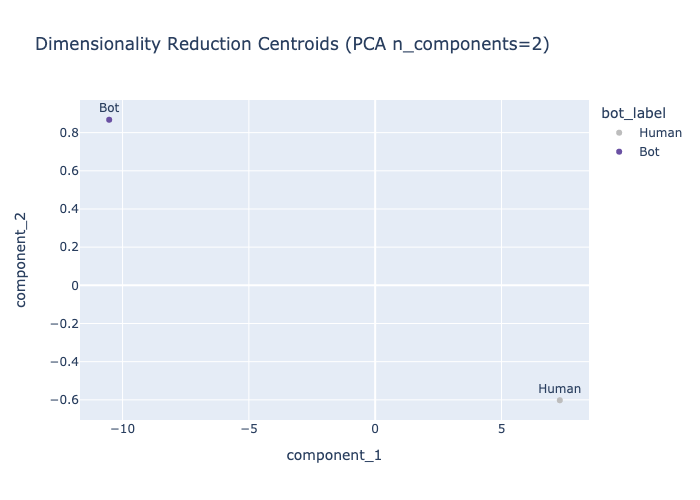 Dimensionality Reduction Centroids (PCA n_components=2)
bot_label
Human
Bot
Bot
Human
component_2
0.8
0.6
0.4
0.2
0
−0.2
−0.4
−0.6
−10
−5
0
5
component_1